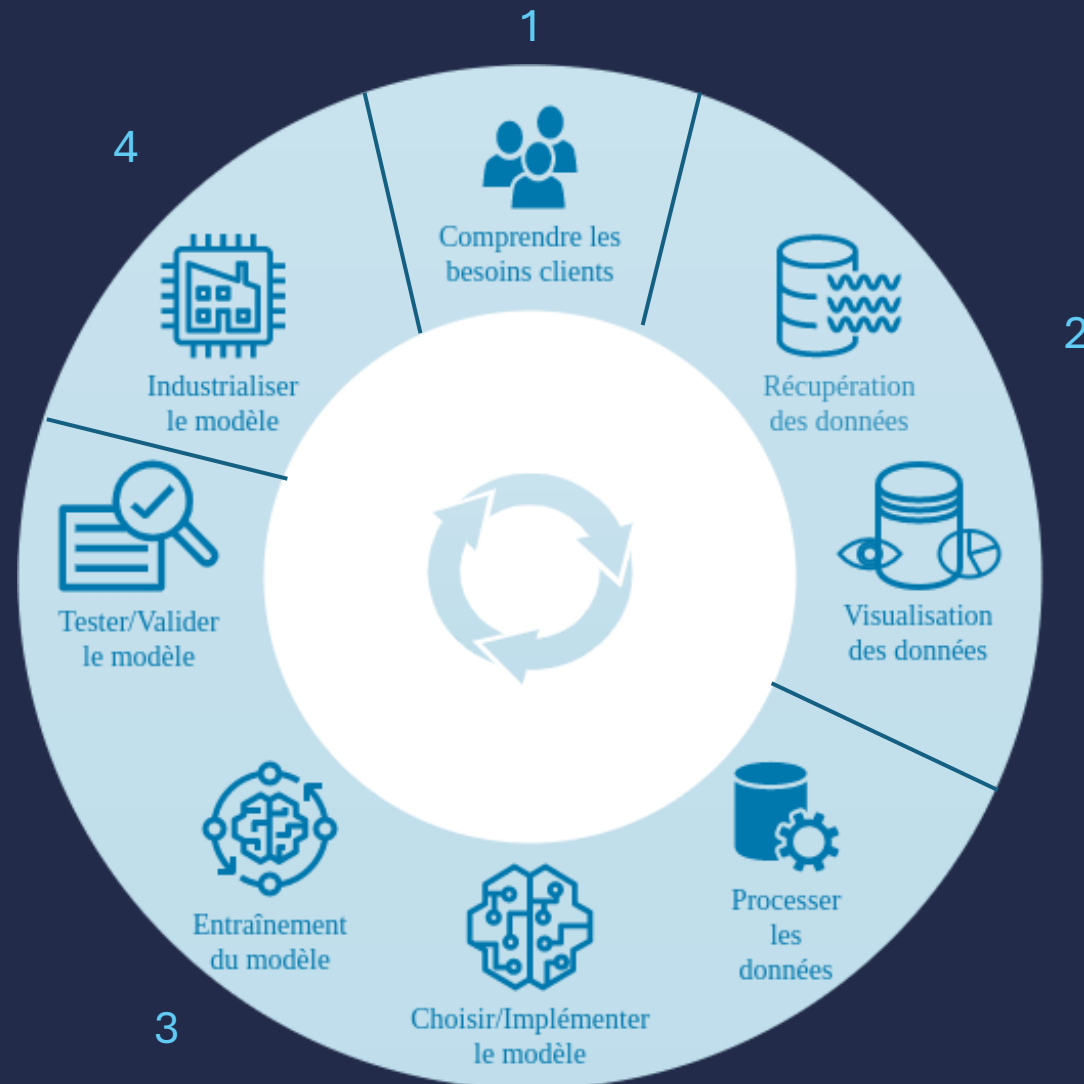 1
Comprendre les
besoins clients
2
Récupération
des données
Visualisation
des données
Processer
les
données
3
Choisir/Implémenter
le modèle
Entraînement
du modèle
Tester/Valider
le modèle
4
Industrialiser
le modèle